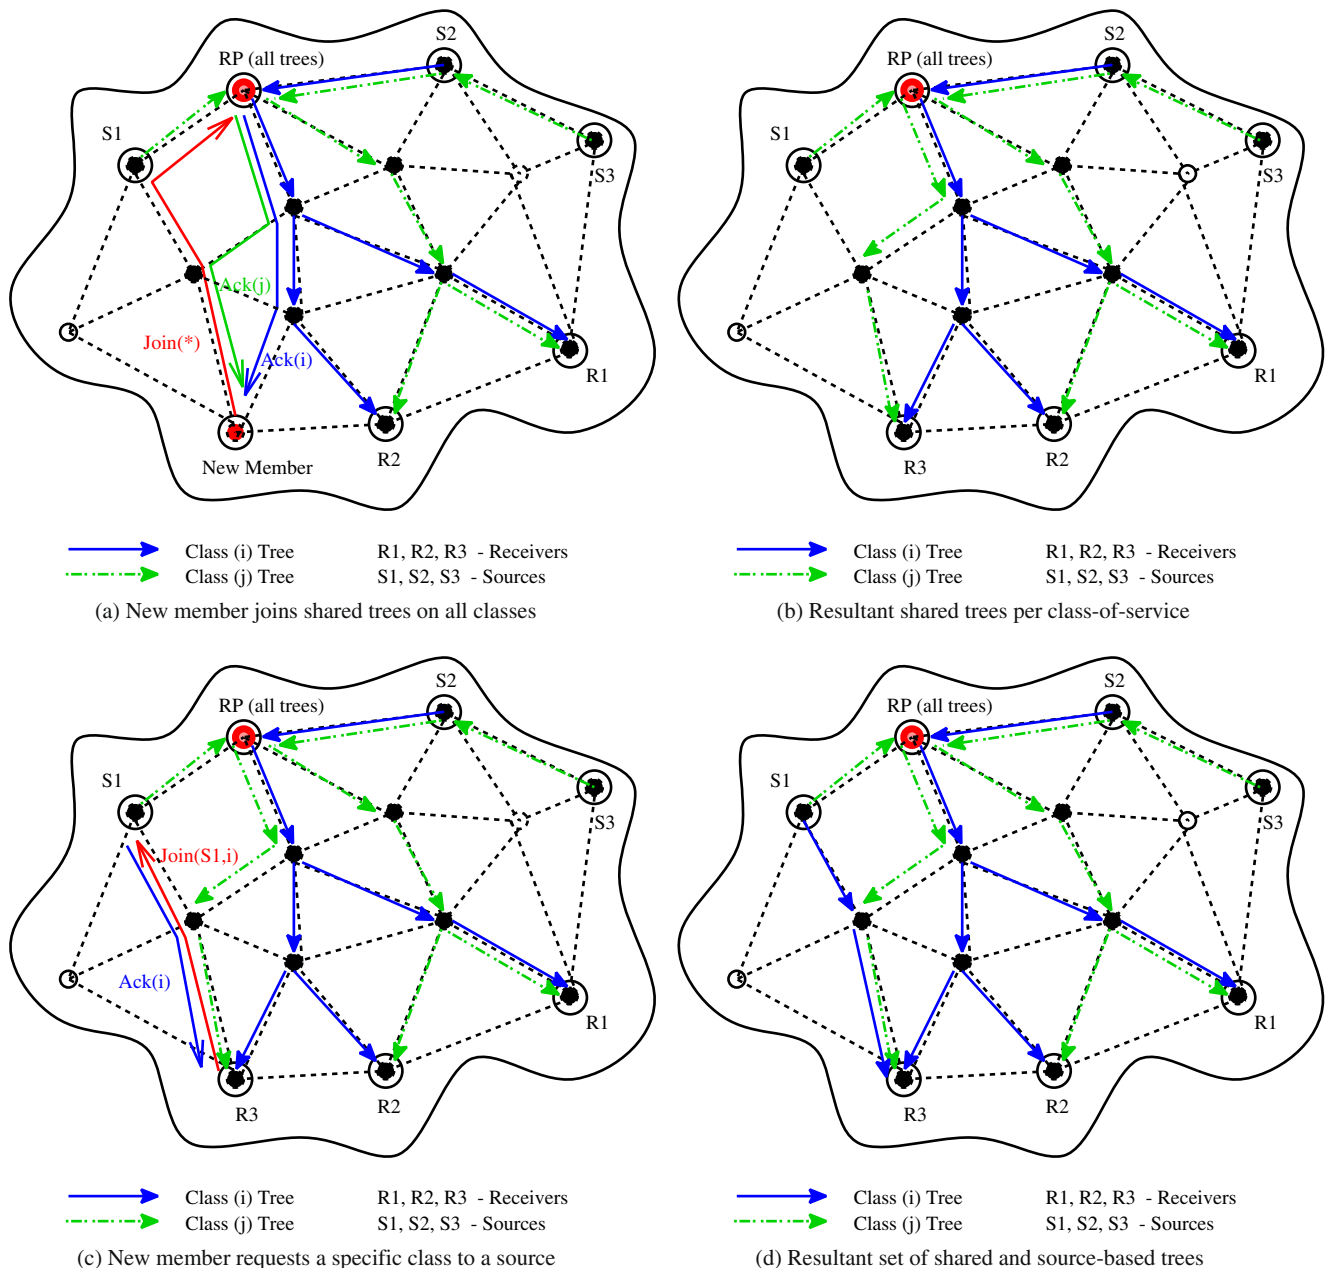 S2
RP (all trees)
S1
S3
Ack(j)
Join(*)
Ack(i)
R1
R2
New Member
Class (i) Tree
R1, R2, R3 - Receivers
Class (j) Tree
S1, S2, S3 - Sources
(a) New member joins shared trees on all classes
S2
RP (all trees)
S1
S3
R1
R2
R3
Class (i) Tree
R1, R2, R3 - Receivers
Class (j) Tree
S1, S2, S3 - Sources
(b) Resultant shared trees per class-of-service
S2
RP (all trees)
S1
S3
Join(S1,i)
Ack(i)
R1
R2
R3
Class (i) Tree
R1, R2, R3 - Receivers
Class (j) Tree
S1, S2, S3 - Sources
(c) New member requests a specific class to a source
S2
RP (all trees)
S1
S3
R1
R2
R3
Class (i) Tree
R1, R2, R3 - Receivers
Class (j) Tree
S1, S2, S3 - Sources
(d) Resultant set of shared and source-based trees